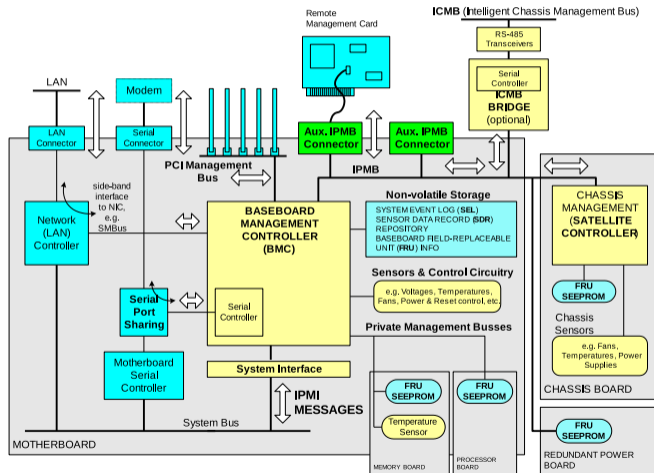 Remote
Management Card
ICMB (Intelligent Chassis Management Bus)
RS-485
Transceivers
Serial
Controller
ICMB
BRIDGE
(optional)
LAN
Modem
LAN
Connector
Serial
Connector
Aux. IPMB
Connector
Aux. IPMB
Connector
PCI Management
Bus
IPMB
side-band
interface
to NIC,
e.g.
SMBus
Network
(LAN)
Controller
BASEBOARD
MANAGEMENT
CONTROLLER
(BMC)
Non-volatile Storage
SYSTEM EVENT LOG (SEL)
SENSOR DATA RECORD (SDR)
REPOSITORY
BASEBOARD FIELD-REPLACEABLE
UNIT (FRU) INFO
CHASSIS
MANAGEMENT
(SATELLITE
CONTROLLER)
Sensors & Control Circuitry
e.g. Voltages, Temperatures,
Fans, Power & Reset control, etc.
FRU
SEEPROM
Chassis
Sensors
e.g. Fans,
Temperatures, Power
Supplies
CHASSIS BOARD
Serial
Port
Sharing
Serial
Controller
Private Management Busses
Motherboard
Serial
Controller
System Interface
IPMI
MESSAGES
System Bus
MOTHERBOARD
FRU
SEEPROM
Temperature
Sensor
MEMORY BOARD
FRU
SEEPROM
PROCESSOR
BOARD
FRU
SEEPROM
REDUNDANT POWER
BOARD